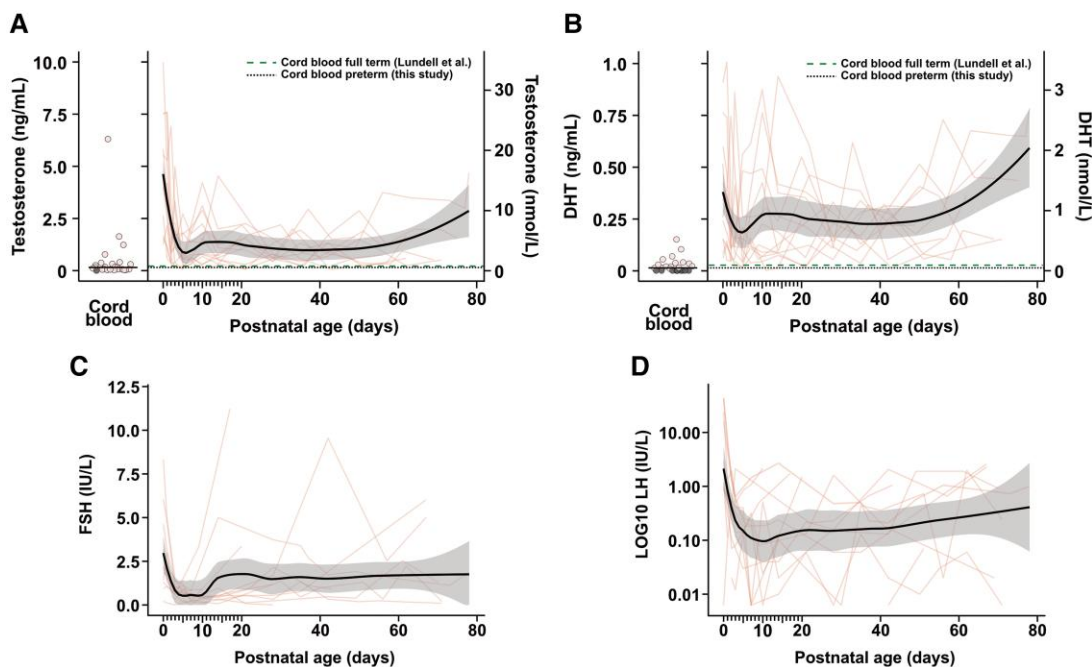 A
Testosterone (ng/mL)
10.0
7.5
5.0
2.5
0
Cord
blood
Cord blood full term (Lundell et al.)
Cord blood preterm (this study)
30
20
10
0
Testosterone (nmol/L)
0 10 20 40 60 80
Postnatal age (days)
B
DHT (ng/mL)
1.0
0.75
0.50
0.25
0
Cord
blood
Cord blood full term (Lundell et al.)
Cord blood preterm (this study)
3
2
1
0
DHT (nmol/L)
0 10 20 40 60 80
Postnatal age (days)
C
FSH (IU/L)
12.5
10.0
7.5
5.0
2.5
0.0
0 10 20 40 60 80
Postnatal age (days)
D
LOG10 LH (IU/L)
10.00
1.00
0.10
0.01
0 10 20 40 60 80
Postnatal age (days)